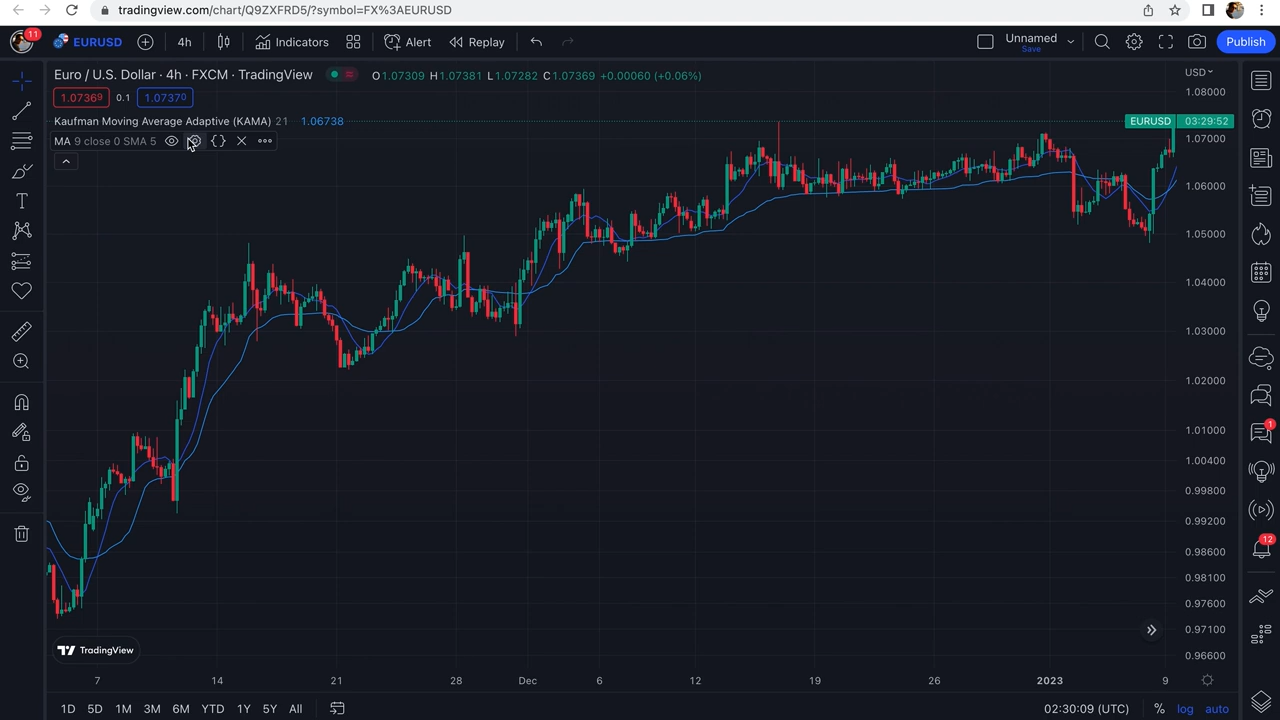 tradingview.com/chart/Q9ZXFRD5/?symbol=FX%3AEURUSD
11
EURUSD
4h
Indicators
Alert
Replay
Unnamed
Save
Publish
Euro / U.S. Dollar · 4h · FXCM · TradingView
O1.07309 H1.07381 L1.07282 C1.07369 +0.00060 (+0.06%)
USD
1.07369
0.1
1.07370
Kaufman Moving Average Adaptive (KAMA) 21 1.06738
MA 9 close 0 SMA 5
1.08000
EURUSD 03:29:52
1.07000
1.06000
1.05000
1.04000
1.03000
1.02000
1.01000
1.00400
0.99800
0.99200
0.98600
0.98100
0.97600
0.97100
0.96600
1
12
TradingView
7 14 21 28 Dec 6 12 19 26 2023 9
1D 5D 1M 3M 6M YTD 1Y 5Y All
02:30:09 (UTC) % log auto